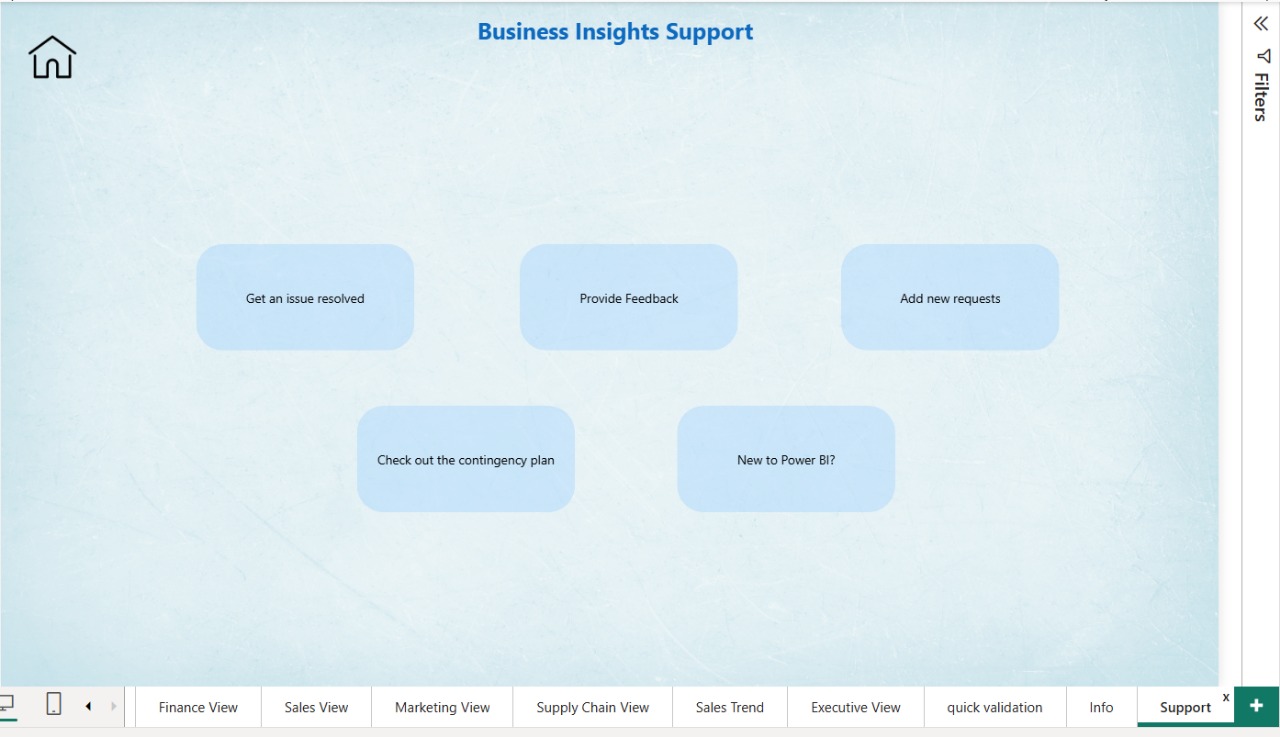 Business Insights Support
Filters
Get an issue resolved
Provide Feedback
Add new requests
Check out the contingency plan
New to Power BI?
Finance View
Sales View
Marketing View
Supply Chain View
Sales Trend
Executive View
quick validation
Info
Support
x
+